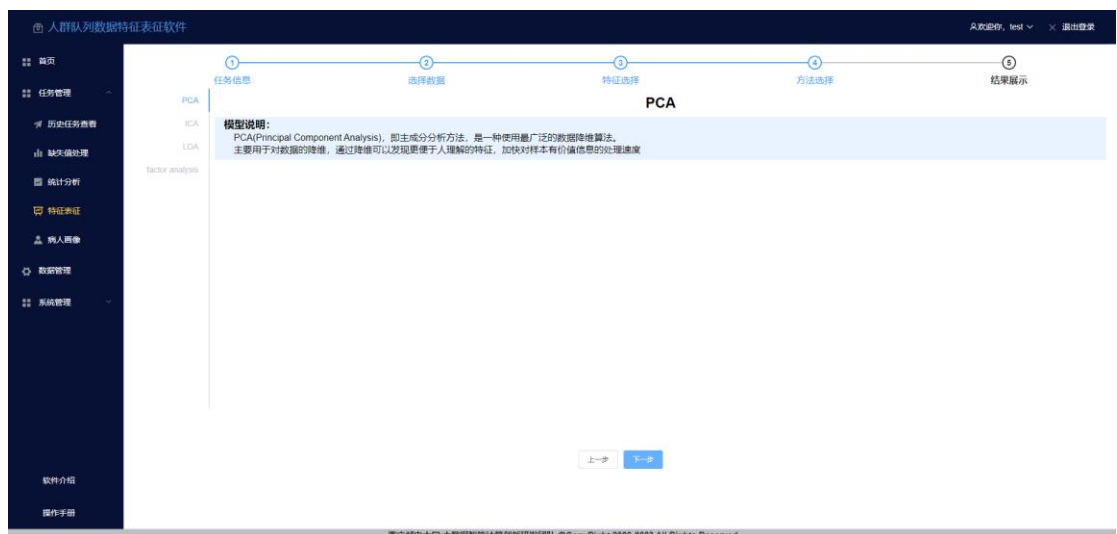 人群队列数据特征表征软件
欢迎你，test
退出登录
首页
任务管理
历史任务查看
缺失值处理
统计分析
特征表征
病人画像
数据管理
系统管理
软件介绍
操作手册
1
2
3
4
5
任务信息
选择数据
特征选择
方法选择
结果展示
PCA
ICA
LDA
factor analysis
PCA
模型说明：
PCA(Principal Component Analysis)，即主成分分析方法，是一种使用最广泛的数据降维算法。
主要用于对数据的降维，通过降维可以发现更便于人理解的特征，加快对样本有价值信息的处理速度
上一步
下一步